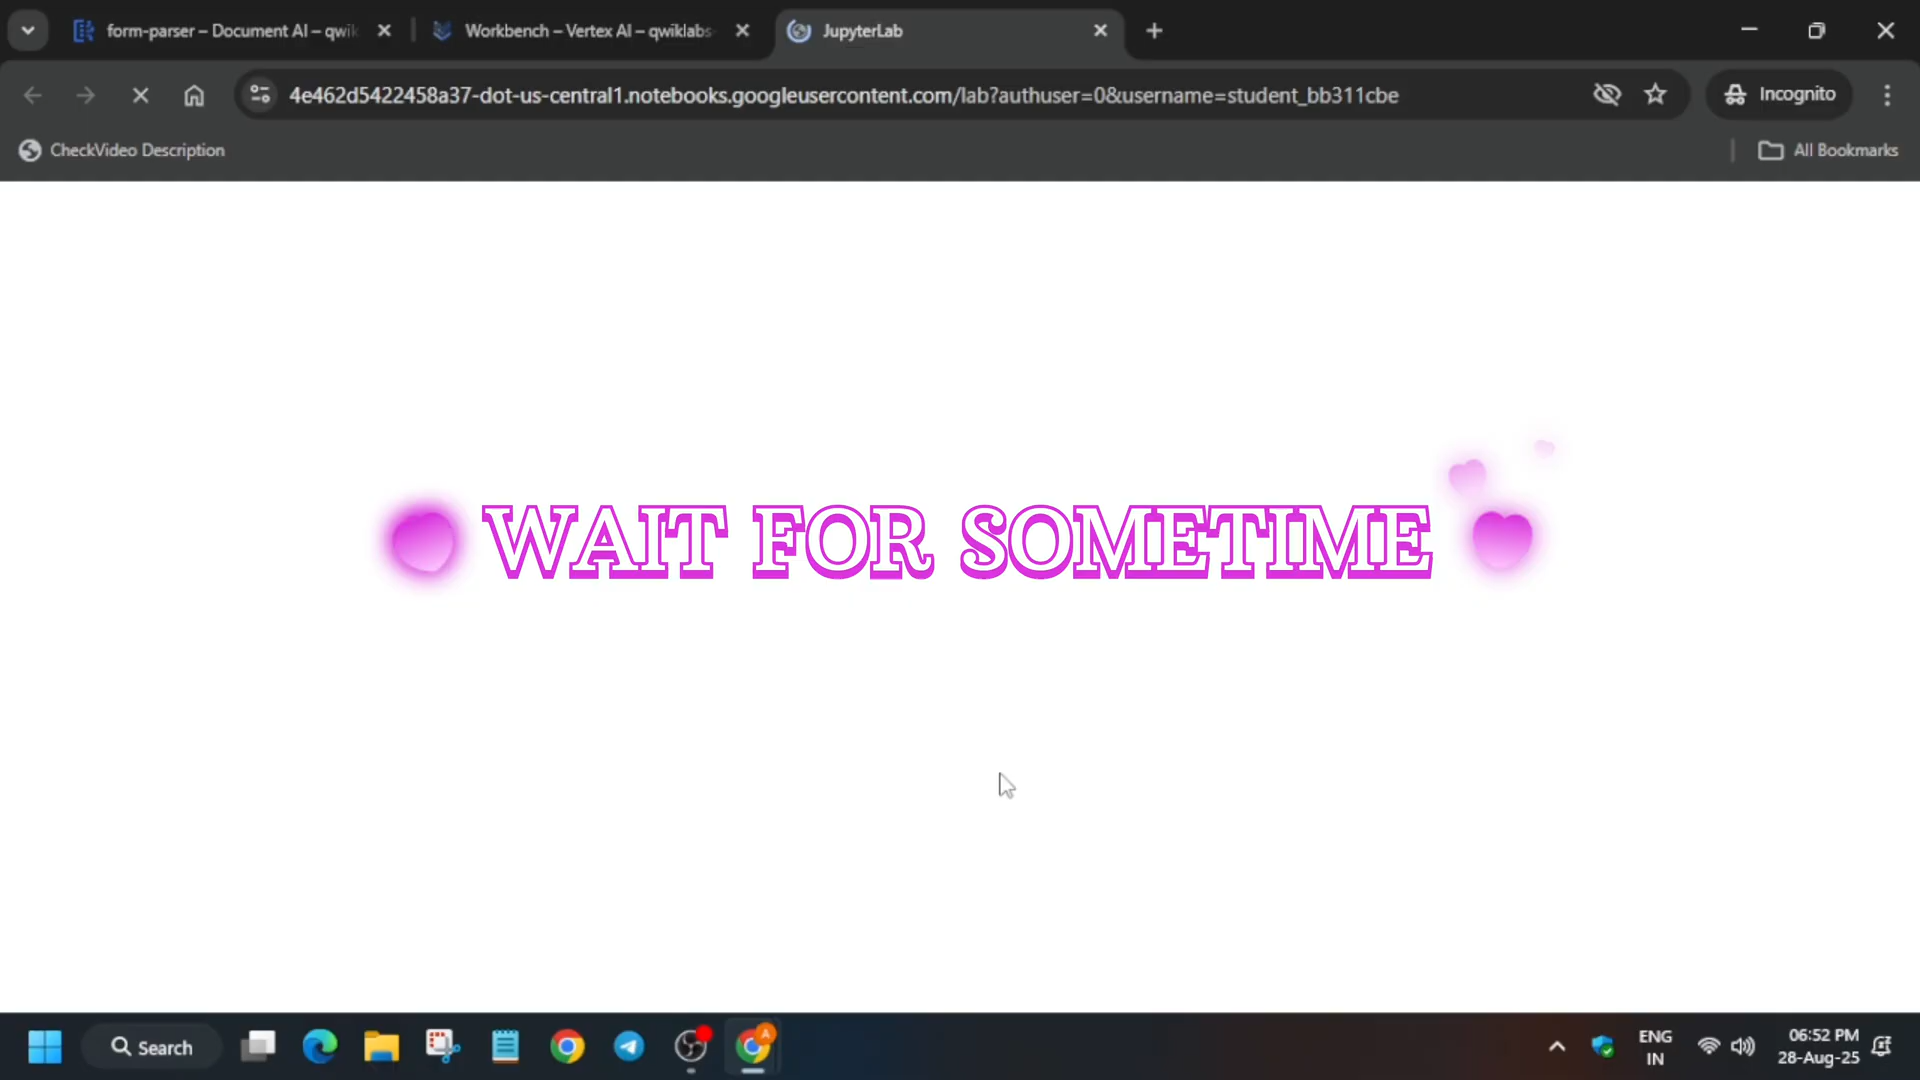 form-parser – Document AI – qwik
Workbench – Vertex AI – qwiklabs-
JupyterLab
4e462d5422458a37-dot-us-central1.notebooks.googleusercontent.com/lab?authuser=0&username=student_bb311cbe
Incognito
CheckVideo Description
All Bookmarks
WAIT FOR SOMETIME
Search
A
ENG
IN
06:52 PM
28-Aug-25